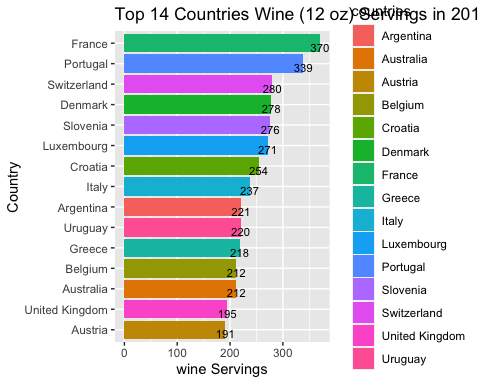 Top 14 Countries Wine (12 oz) Servings in 201
countries
France
Portugal
Switzerland
Denmark
Slovenia
Luxembourg
Croatia
Italy
Argentina
Uruguay
Greece
Belgium
Australia
United Kingdom
Austria
370
339
280
278
276
271
254
237
221
220
218
212
212
195
191
0
100
200
300
wine Servings
Country
Argentina
Australia
Austria
Belgium
Croatia
Denmark
France
Greece
Italy
Luxembourg
Portugal
Slovenia
Switzerland
United Kingdom
Uruguay